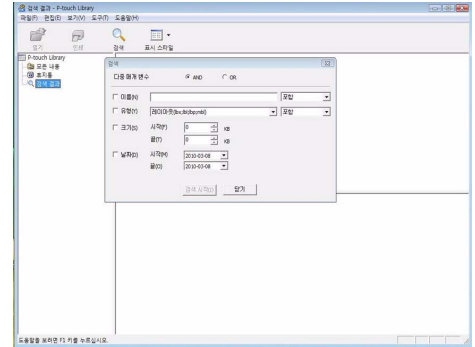 검색 결과 - P-touch Library
파일(F) 편집(E) 보기(V) 도구(T) 도움말(H)
열기 인쇄 검색 표시 스타일
P-touch Library
모든 내용
휴지통
검색 결과
검색
다음 매개 변수 AND OR
이름(N) 포함
유형(Y) 레이아웃(lbx;lbl;lbp;mbl) 포함
크기(S) 시작(F) 0 KB
끝(T) 0 KB
날짜(D) 시작(M) 2010-03-08
끝(O) 2010-03-08
검색 시작(I) 닫기
도움말을 보려면 F1 키를 누르십시오.